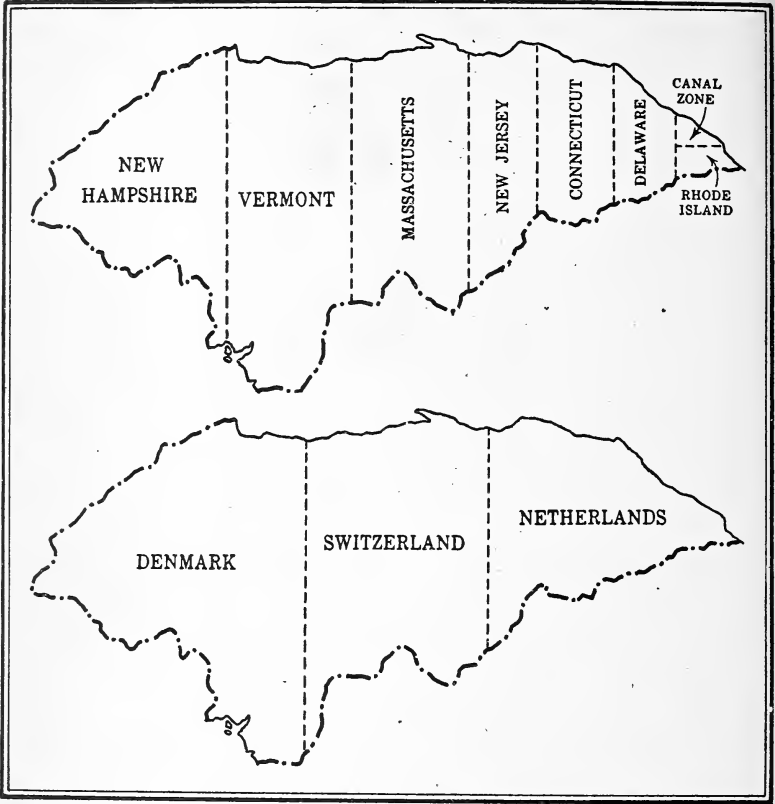 NEW
HAMPSHIRE
VERMONT
MASSACHUSETTS
NEW JERSEY
CONNECTICUT
DELAWARE
CANAL
ZONE
RHODE
ISLAND
DENMARK
SWITZERLAND
NETHERLANDS